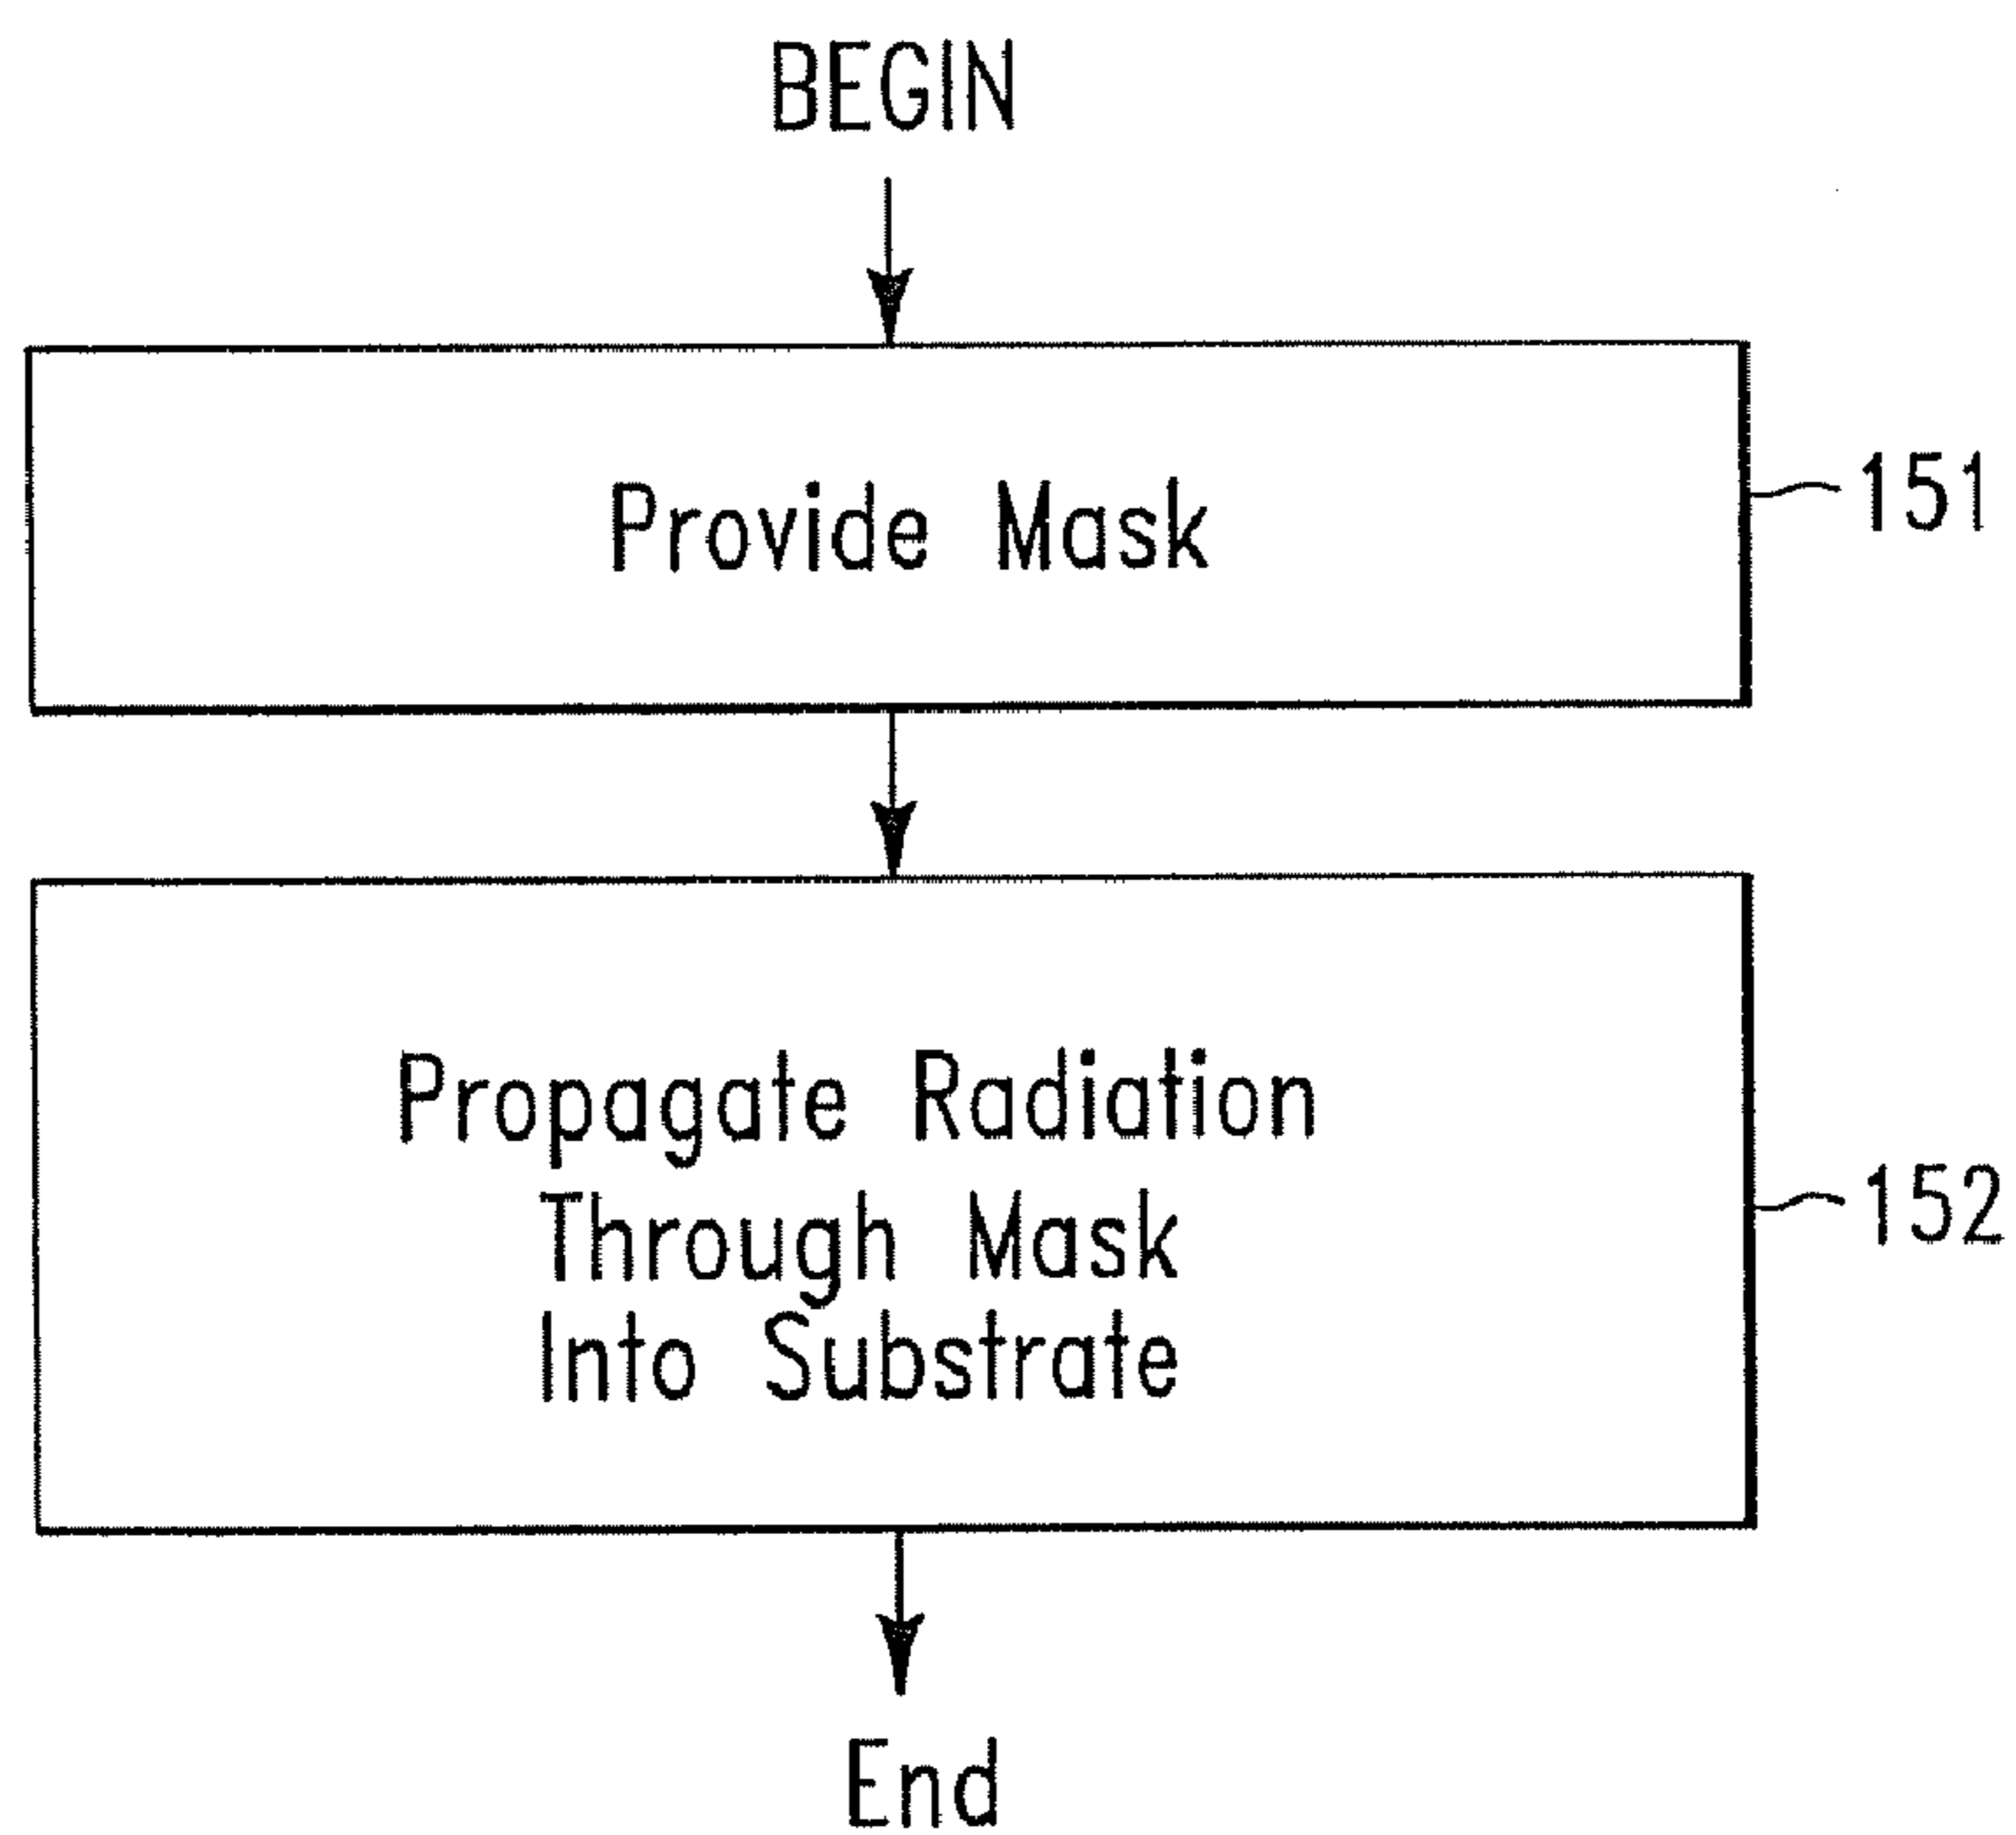 BEGIN
Provide Mask
151
Propagate Radiation
Through Mask
Into Substrate
152
End